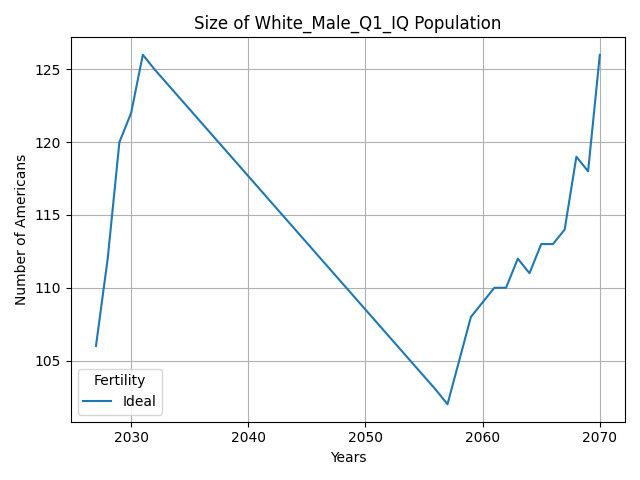 Size of White_Male_Q1_IQ Population
Number of Americans
125
120
115
110
105
Fertility
Ideal
2030 2040 2050 2060 2070
Years